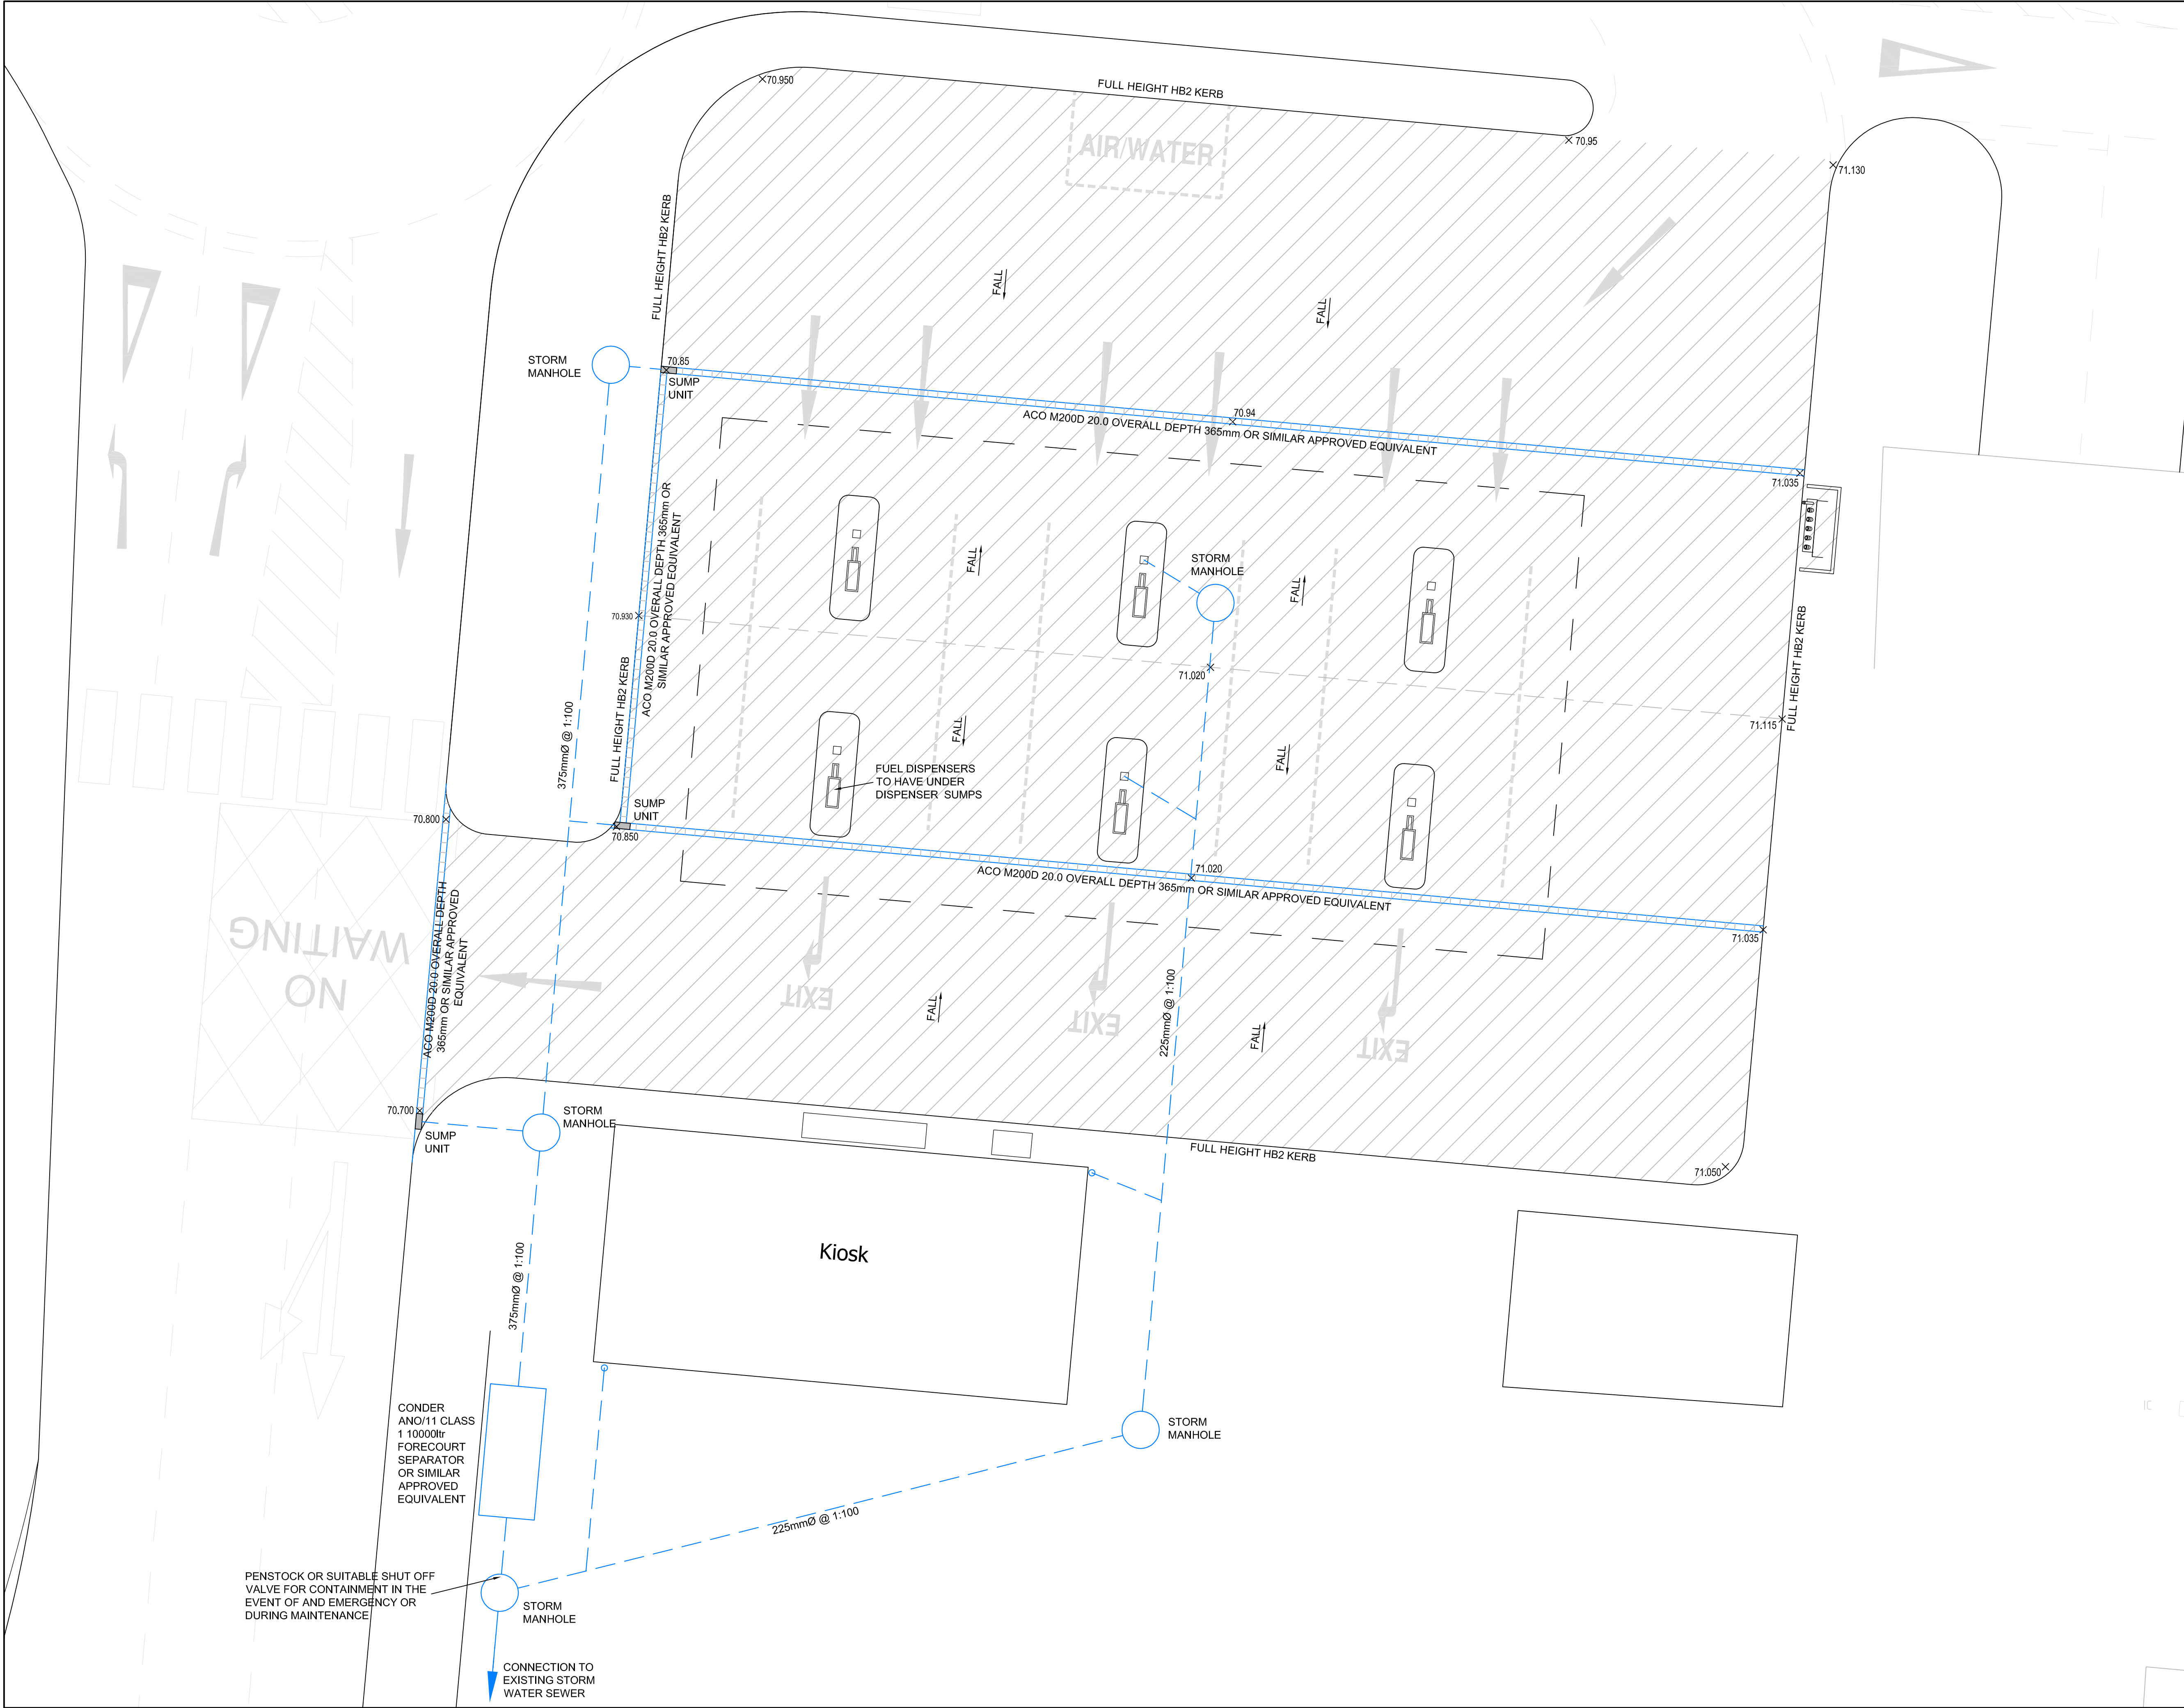 70.950
FULL HEIGHT HB2 KERB
AIR/WATER
70.95
71.130
FULL HEIGHT HB2 KERB
FALL
FALL
STORM
MANHOLE
70.85
SUMP
UNIT
70.94
ACO M200D 20.0 OVERALL DEPTH 365mm OR SIMILAR APPROVED EQUIVALENT
71.035
ACO M200D 20.0 OVERALL DEPTH 365mm OR
SIMILAR APPROVED EQUIVALENT
FALL
STORM
MANHOLE
FALL
70.930
FULL HEIGHT HB2 KERB
71.020
71.115
FULL HEIGHT HB2 KERB
375mmØ @ 1:100
FALL
FALL
FUEL DISPENSERS
TO HAVE UNDER
DISPENSER SUMPS
SUMP
UNIT
70.800
70.850
71.020
ACO M200D 20.0 OVERALL DEPTH 365mm OR SIMILAR APPROVED EQUIVALENT
71.035
ACO M200D 20.0 OVERALL DEPTH
365mm OR SIMILAR APPROVED
EQUIVALENT
NO
WAITING
EXIT
EXIT
EXIT
FALL
FALL
225mmØ @ 1:100
70.700
SUMP
UNIT
STORM
MANHOLE
FULL HEIGHT HB2 KERB
71.050
Kiosk
375mmØ @ 1:100
CONDER
ANO/11 CLASS
1 10000ltr
FORECOURT
SEPARATOR
OR SIMILAR
APPROVED
EQUIVALENT
STORM
MANHOLE
225mmØ @ 1:100
PENSTOCK OR SUITABLE SHUT OFF
VALVE FOR CONTAINMENT IN THE
EVENT OF AND EMERGENCY OR
DURING MAINTENANCE
STORM
MANHOLE
CONNECTION TO
EXISTING STORM
WATER SEWER
IC